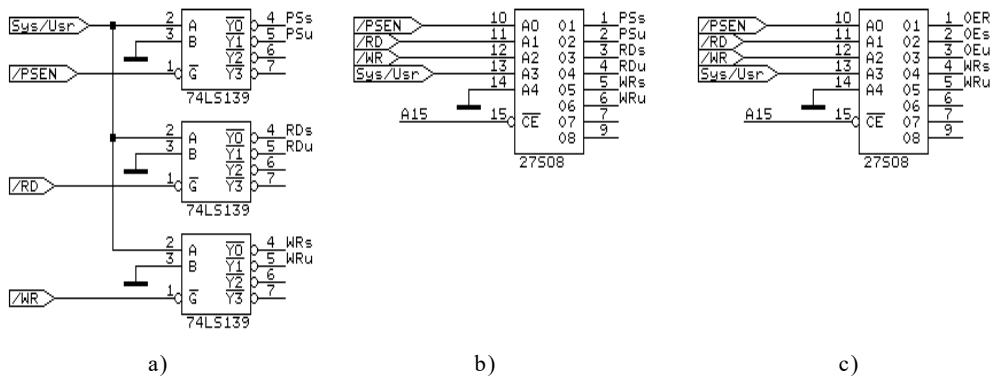 Sys/Usr
2 A Y0 4 PSs
3 B Y1 5 PSu
Y2 6
/PSEN 1 G Y3 7
74LS139
2 A Y0 4 RDs
3 B Y1 5 RDu
Y2 6
/RD 1 G Y3 7
74LS139
2 A Y0 4 WRs
3 B Y1 5 WRu
Y2 6
/WR 1 G Y3 7
74LS139
a)
/PSEN 10 A0 O1 1 PSs
/RD 11 A1 O2 2 PSu
/WR 12 A2 O3 3 RDs
Sys/Usr 13 A3 O4 4 RDu
14 A4 O5 5 WRs
O6 6 WRu
A15 15 CE O7 7
O8 9
27S08
b)
/PSEN 10 A0 O1 1 OER
/RD 11 A1 O2 2 OEs
/WR 12 A2 O3 3 OEu
Sys/Usr 13 A3 O4 4 WRs
14 A4 O5 5 WRu
O6 6
A15 15 CE O7 7
O8 9
27S08
c)